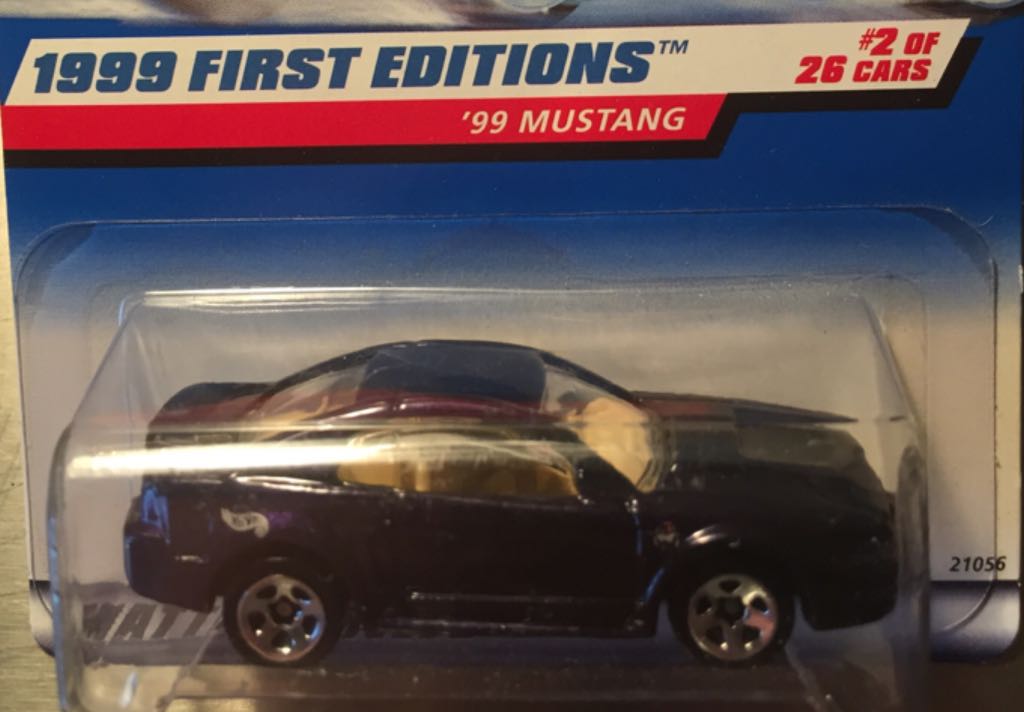 1999 FIRST EDITIONS™
#2 OF
26 CARS
'99 MUSTANG
21056